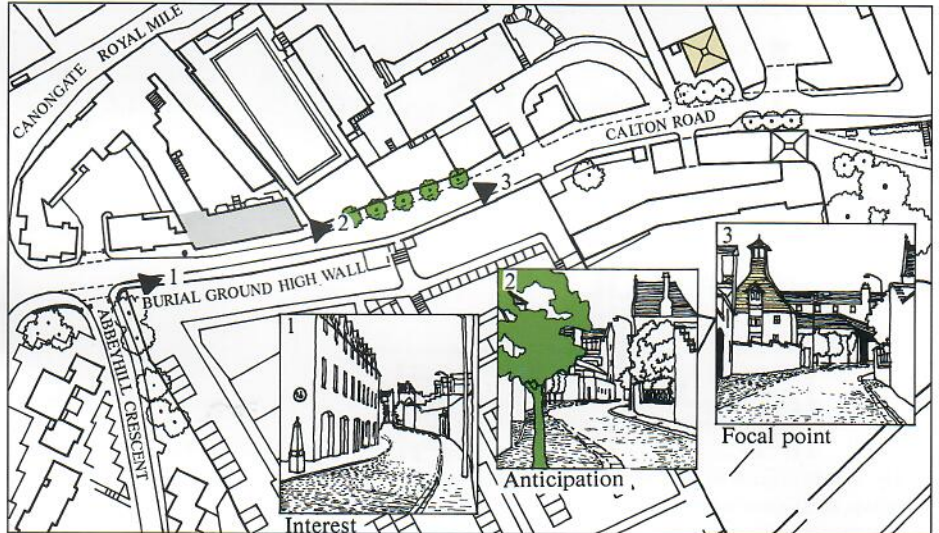 CANONGATE ROYAL MILE
CALTON ROAD
3
2
1
BURIAL GROUND HIGH WALL
ABBEYHILL CRESCENT
1
Interest
2
Anticipation
3
Focal point